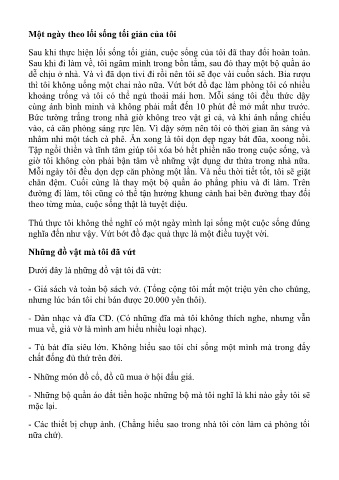 Một ngày theo lối sống tối giản của tôi
Sau khi thực hiện lối sống tối giản, cuộc sống của tôi đã thay đổi hoàn toàn.
Sau khi đi làm về, tôi ngâm mình trong bồn tắm, sau đó thay một bộ quần áo
dễ chịu ở nhà. Và vì đã dọn tivi đi rồi nên tôi sẽ đọc vài cuốn sách. Bia rượu
thì tôi không uống một chai nào nữa. Vứt bớt đồ đạc làm phòng tôi có nhiều
khoảng trống và tôi có thể ngủ thoải mái hơn. Mỗi sáng tôi đều thức dậy
cùng ánh bình minh và không phải mất đến 10 phút để mở mắt như trước.
Bức tường trắng trong nhà giờ không treo vật gì cả, và khi ánh nắng chiếu
vào, cả căn phòng sáng rực lên. Vì dậy sớm nên tôi có thời gian ăn sáng và
nhâm nhi một tách cà phê. Ăn xong là tôi dọn dẹp ngay bát đũa, xoong nồi.
Tập ngồi thiền và tĩnh tâm giúp tôi xóa bỏ hết phiền não trong cuộc sống, và
giờ tôi không còn phải bận tâm về những vật dụng dư thừa trong nhà nữa.
Mỗi ngày tôi đều dọn dẹp căn phòng một lần. Và nếu thời tiết tốt, tôi sẽ giặt
chăn đệm. Cuối cùng là thay một bộ quần áo phẳng phiu và đi làm. Trên
đường đi làm, tôi cũng có thể tận hưởng khung cảnh hai bên đường thay đổi
theo từng mùa, cuộc sống thật là tuyệt diệu.
Thú thực tôi không thể nghĩ có một ngày mình lại sống một cuộc sống đúng
nghĩa đến như vậy. Vứt bớt đồ đạc quả thực là một điều tuyệt vời.
Những đồ vật mà tôi đã vứt
Dưới đây là những đồ vật tôi đã vứt:
- Giá sách và toàn bộ sách vở. (Tổng cộng tôi mất một triệu yên cho chúng,
nhưng lúc bán tôi chỉ bán được 20.000 yên thôi).
- Dàn nhạc và đĩa CD. (Có những đĩa mà tôi không thích nghe, nhưng vẫn
mua về, giả vờ là mình am hiểu nhiều loại nhạc).
- Tủ bát đĩa siêu lớn. Không hiểu sao tôi chỉ sống một mình mà trong đấy
chất đống đủ thứ trên đời.
- Những món đồ cổ, đồ cũ mua ở hội đấu giá.
- Những bộ quần áo đắt tiền hoặc những bộ mà tôi nghĩ là khi nào gầy tôi sẽ
mặc lại.
- Các thiết bị chụp ảnh. (Chẳng hiểu sao trong nhà tôi còn làm cả phòng tối
nữa chứ).